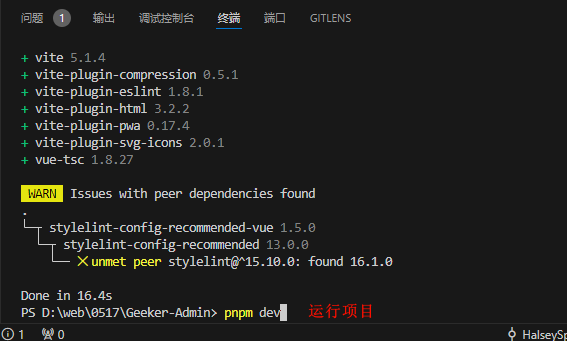 问题 1 输出 调试控制台 终端 端口 GITLENS
+ vite 5.1.4
+ vite-plugin-compression 0.5.1
+ vite-plugin-eslint 1.8.1
+ vite-plugin-html 3.2.2
+ vite-plugin-pwa 0.17.4
+ vite-plugin-svg-icons 2.0.1
+ vue-tsc 1.8.27
WARN Issues with peer dependencies found
.
└─┬ stylelint-config-recommended-vue 1.5.0
  └─┬ stylelint-config-recommended 13.0.0
    └── ✕ unmet peer stylelint@^15.10.0: found 16.1.0
Done in 16.4s
PS D:\web\0517\Geeker-Admin> pnpm dev 运行项目
1 0 HalseySp